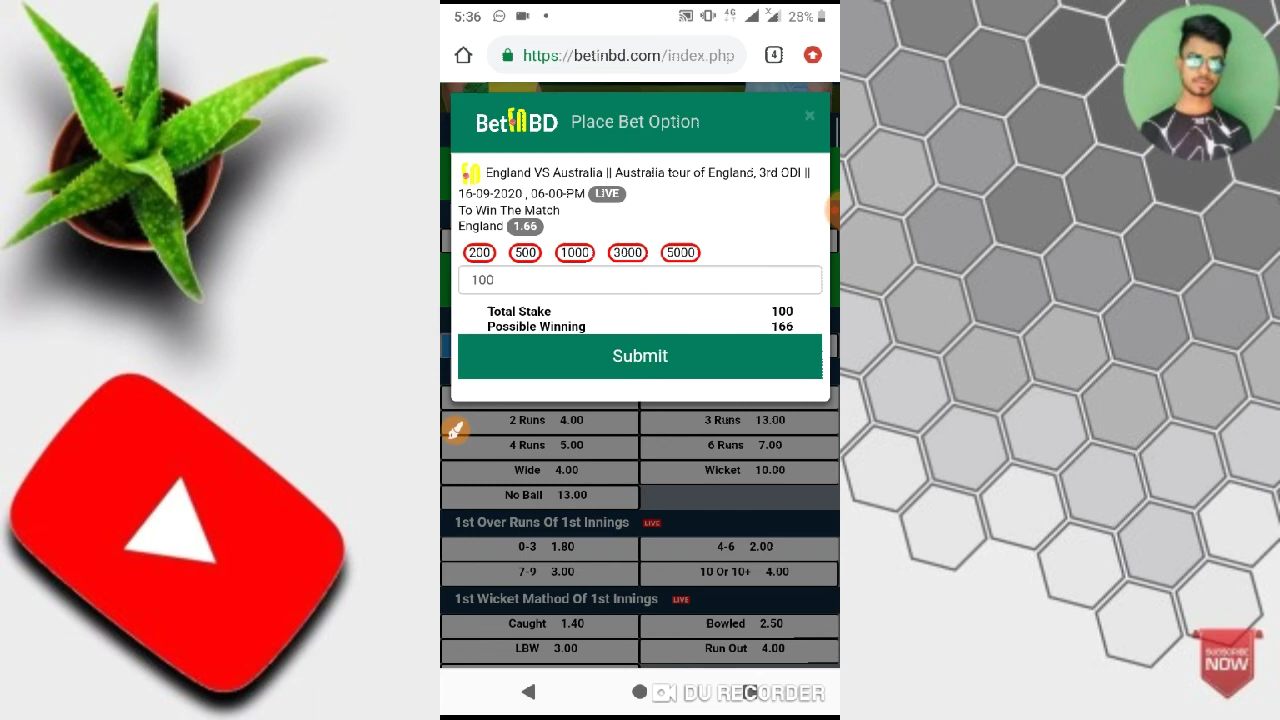 5:36
4G
X
28%
https://betinbd.com/index.php
4
BetInBD Place Bet Option ×
England VS Australia || Australia tour of England, 3rd ODI ||
16-09-2020 , 06:00-PM LIVE
To Win The Match
England 1.66
200 500 1000 3000 5000
100
Total Stake 100
Possible Winning 166
Submit
2 Runs 4.00 3 Runs 13.00
4 Runs 5.00 6 Runs 7.00
Wide 4.00 Wicket 10.00
No Ball 13.00
1st Over Runs Of 1st Innings LIVE
0-3 1.80 4-6 2.00
7-9 3.00 10 Or 10+ 4.00
1st Wicket Mathod Of 1st Innings LIVE
Caught 1.40 Bowled 2.50
LBW 3.00 Run Out 4.00
DU RECORDER
SUBSCRIBE
NOW